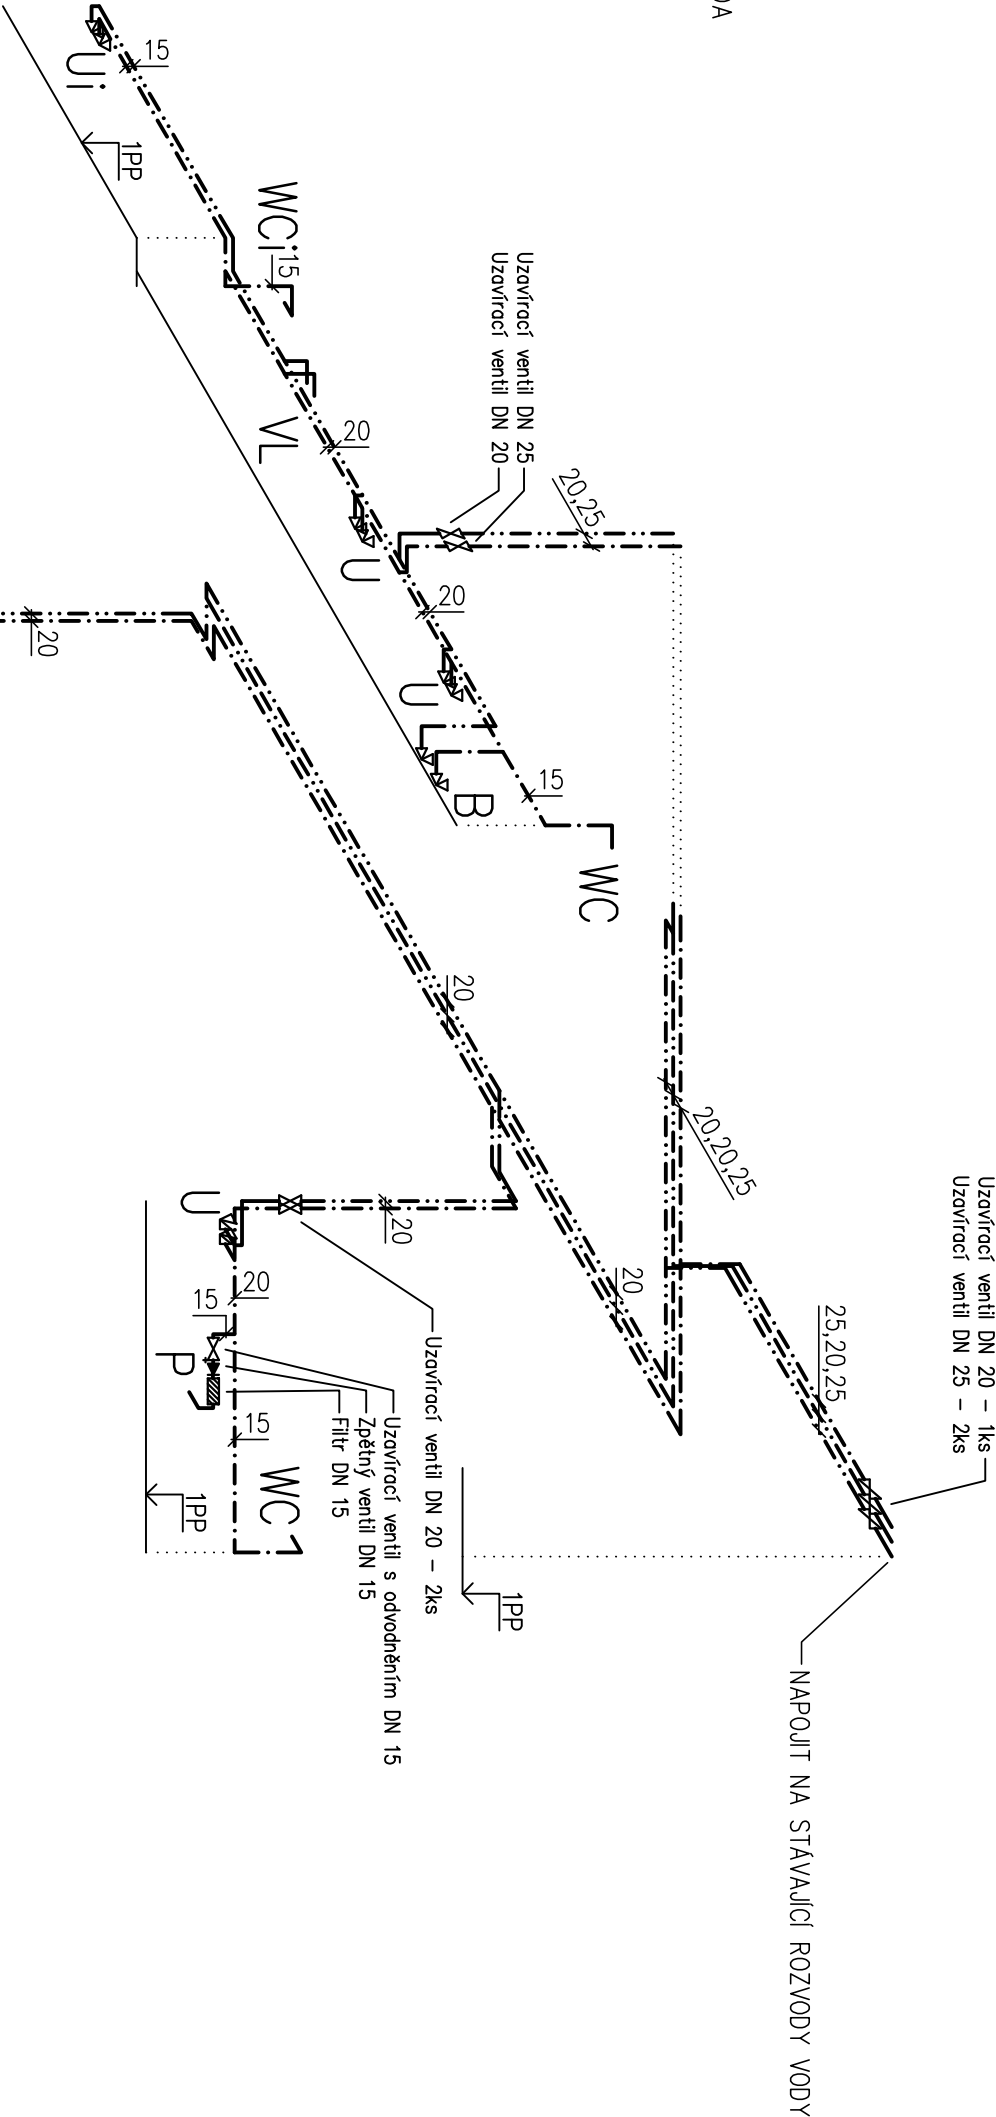 DA
Uzavírací ventil DN 20 - 1ks
Uzavírací ventil DN 25 - 2ks
NAPOJIT NA STÁVAJÍCÍ ROZVODY VODY
25,20,25
20,20,25
20,25
Uzavírací ventil DN 25
Uzavírací ventil DN 20
WC
15
B
U
20
U
20
VL
15
WCi
15
Ui
1PP
20
20
20
1PP
Uzavírací ventil DN 20 - 2ks
Uzavírací ventil s odvodněním DN 15
Zpětný ventil DN 15
Filtr DN 15
20
U
20
15
P
15
WC
1PP